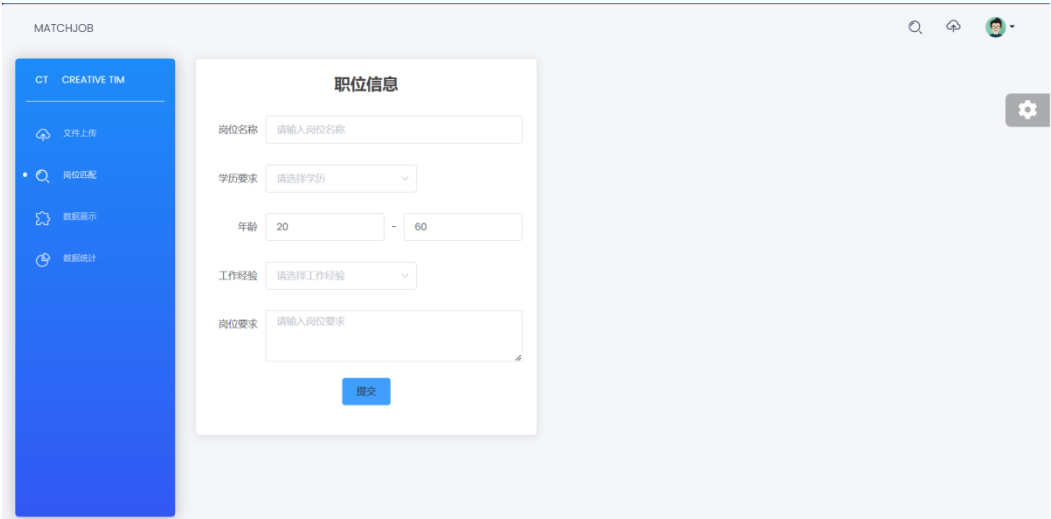 MATCHJOB
CT CREATIVE TIM
文件上传
岗位匹配
数据展示
数据统计
职位信息
岗位名称 请输入岗位名称
学历要求 请选择学历
年龄 20 - 60
工作经验 请选择工作经验
岗位要求 请输入岗位要求
提交